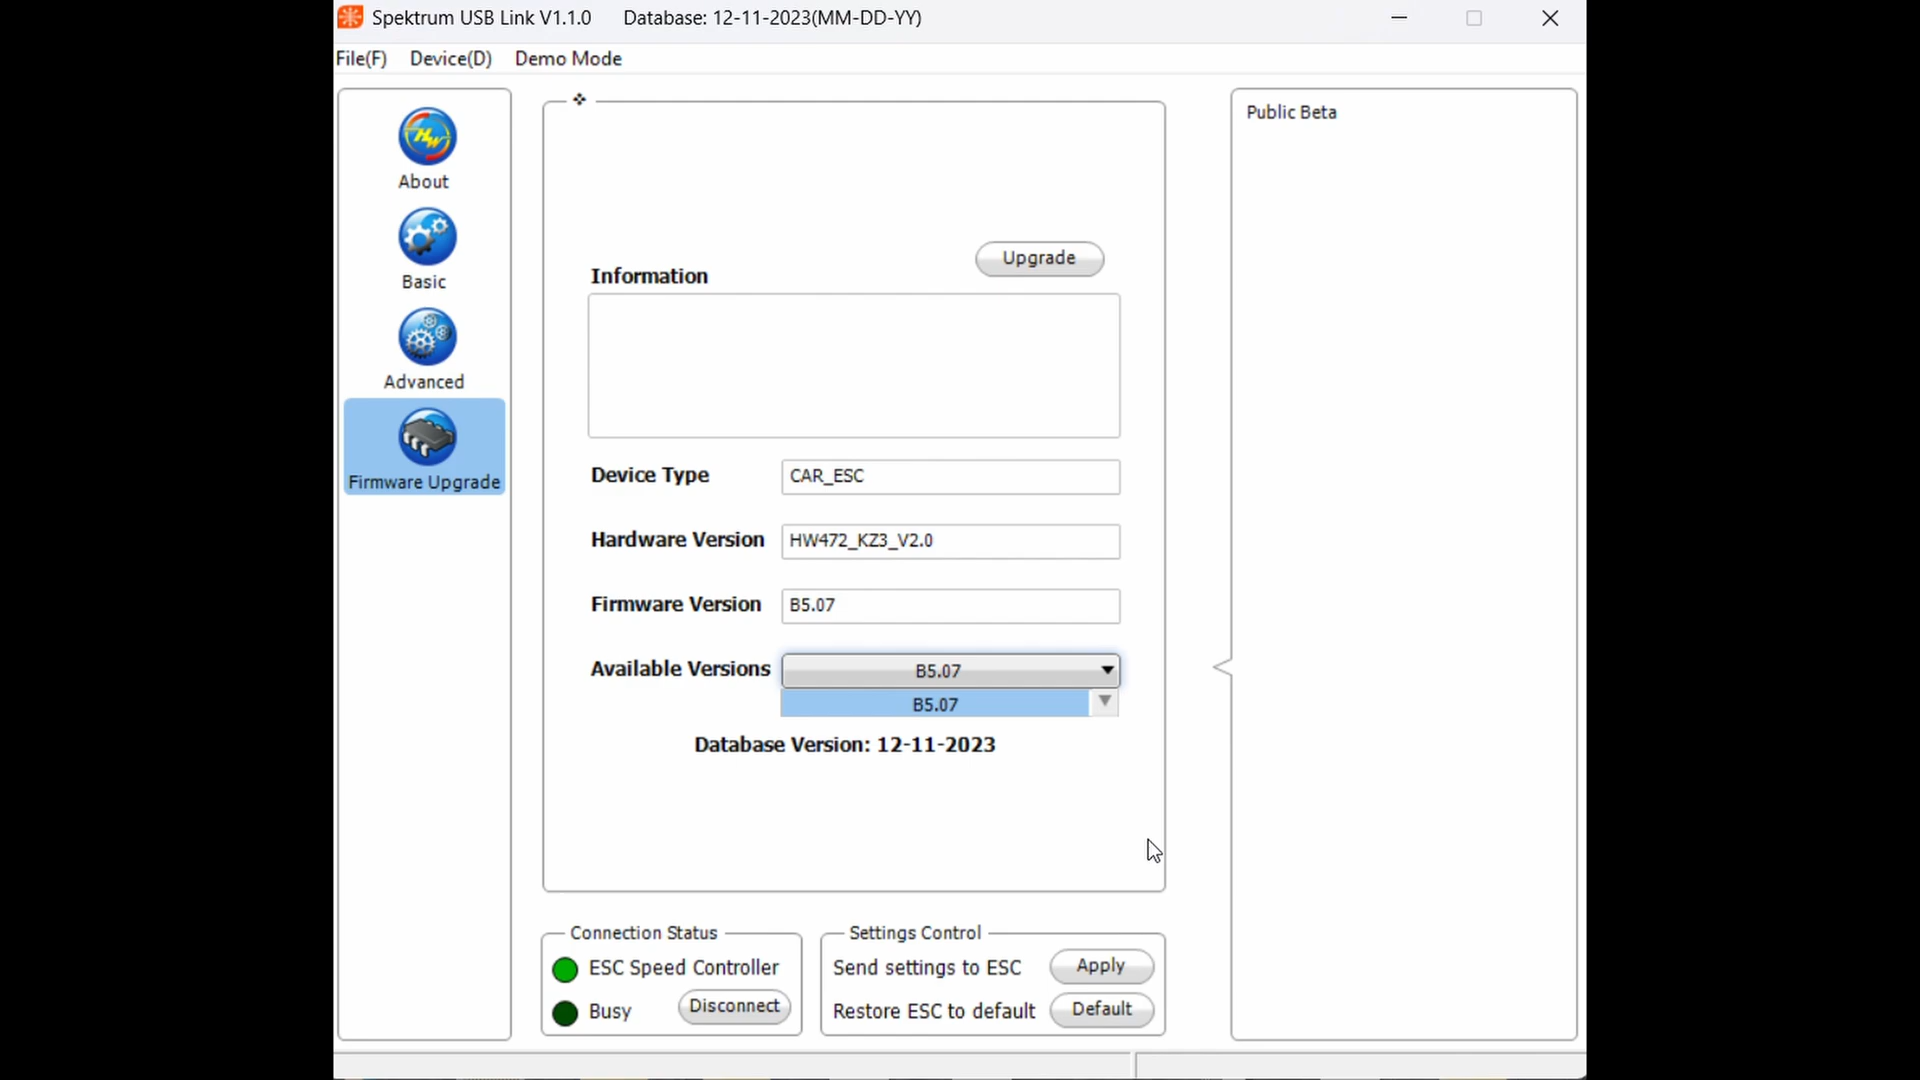 Spektrum USB Link V1.1.0 Database: 12-11-2023(MM-DD-YY)
File(F) Device(D) Demo Mode
HW
About
Basic
Advanced
Firmware Upgrade
Upgrade
Information
Device Type CAR_ESC
Hardware Version HW472_KZ3_V2.0
Firmware Version B5.07
Available Versions B5.07
B5.07
Database Version: 12-11-2023
Connection Status
ESC Speed Controller
Busy Disconnect
Settings Control
Send settings to ESC Apply
Restore ESC to default Default
Public Beta